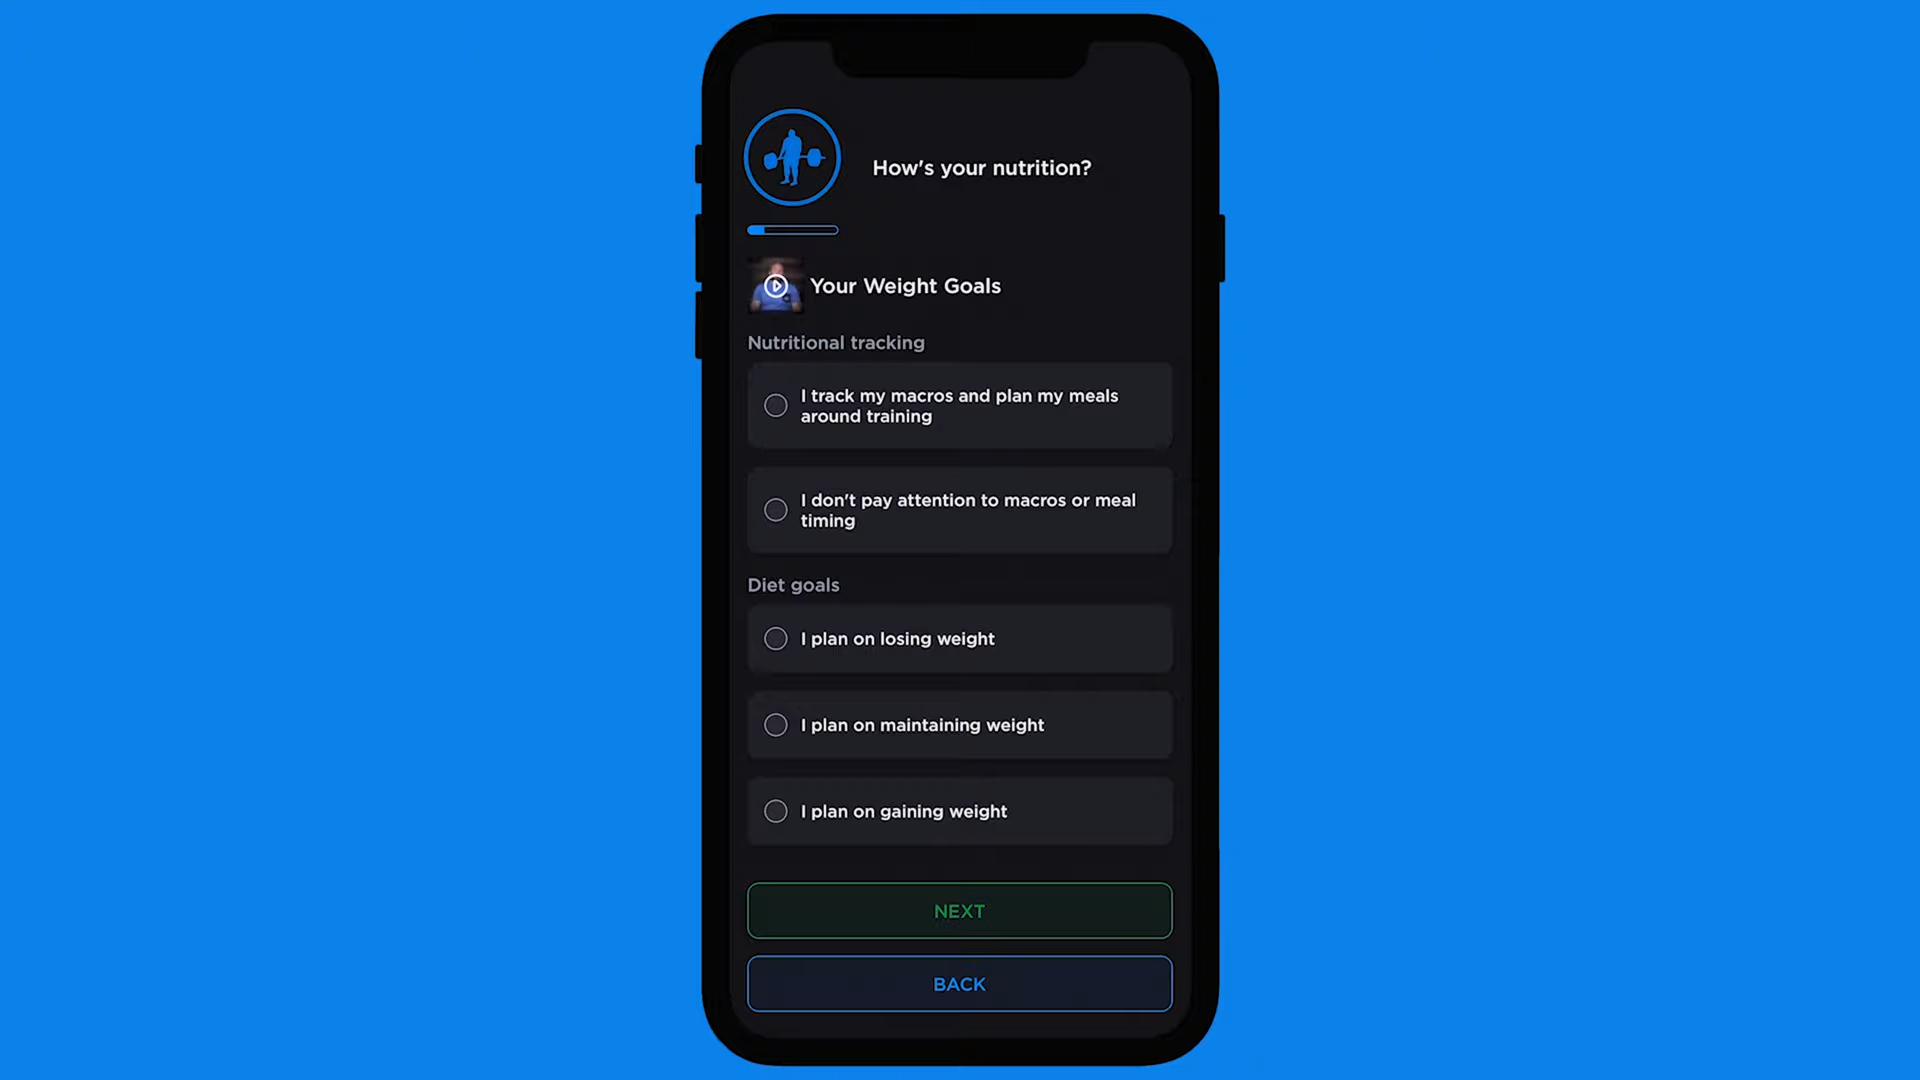 How's your nutrition?
Your Weight Goals
Nutritional tracking
I track my macros and plan my meals
around training
I don't pay attention to macros or meal
timing
Diet goals
I plan on losing weight
I plan on maintaining weight
I plan on gaining weight
NEXT
BACK